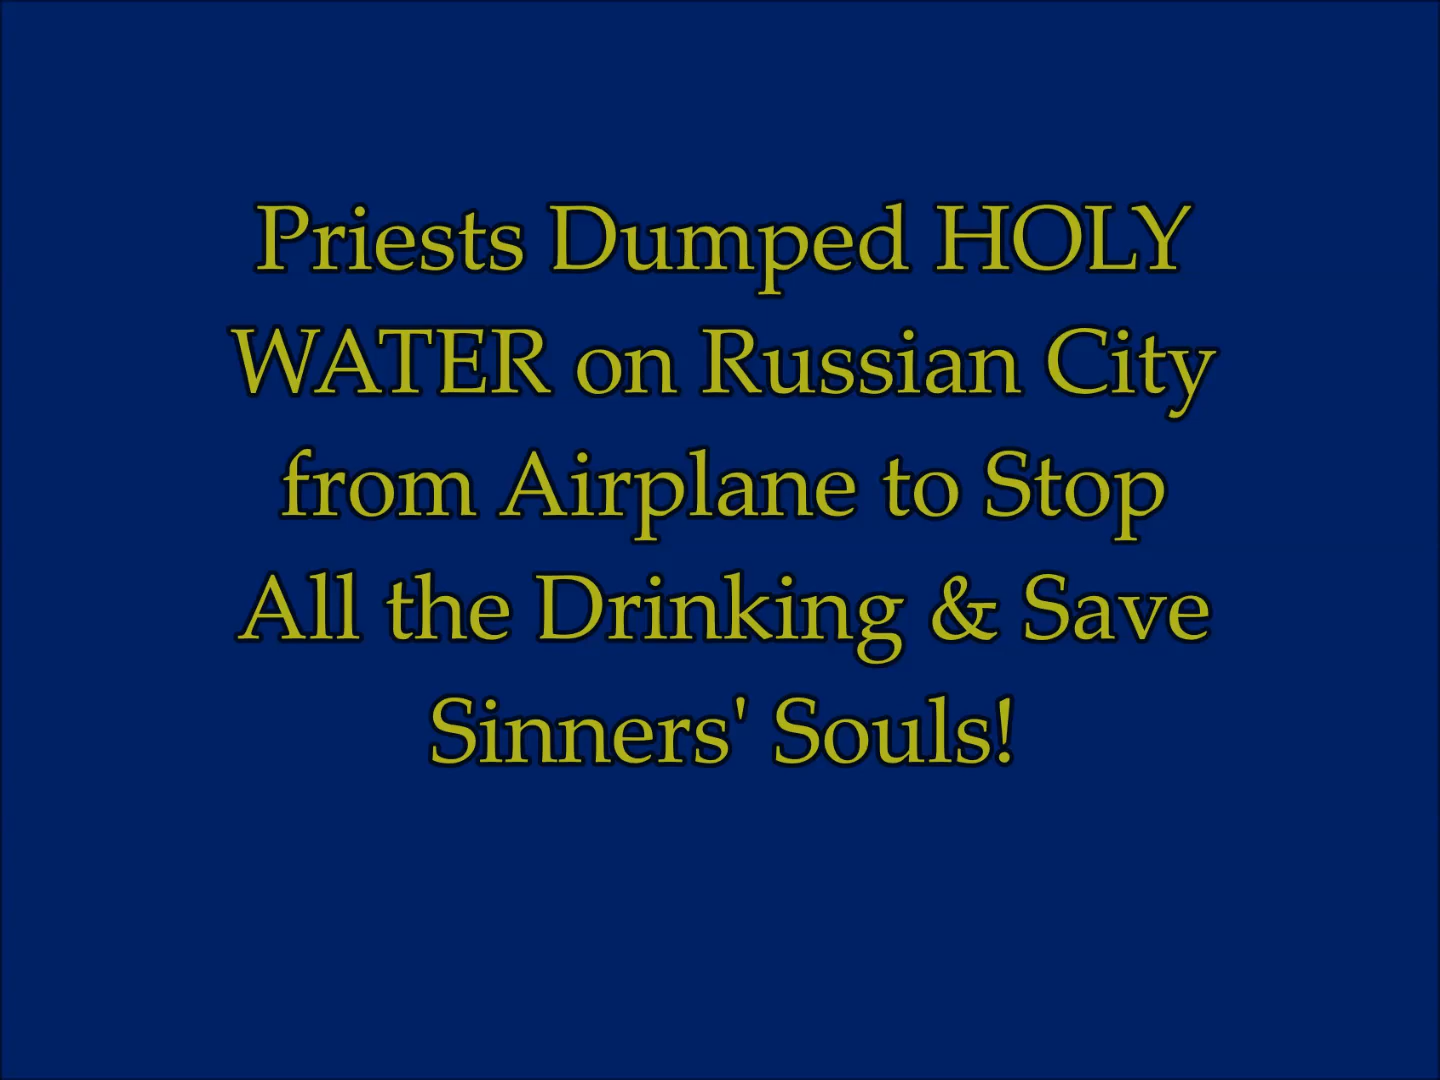 Priests Dumped HOLY
WATER on Russian City
from Airplane to Stop
All the Drinking & Save
Sinners' Souls!